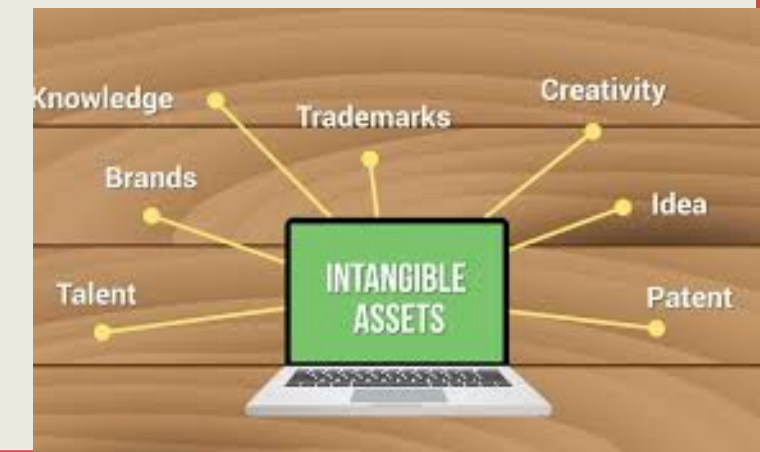 Knowledge
Trademarks
Creativity
Brands
Idea
Talent
Patent
INTANGIBLE
ASSETS